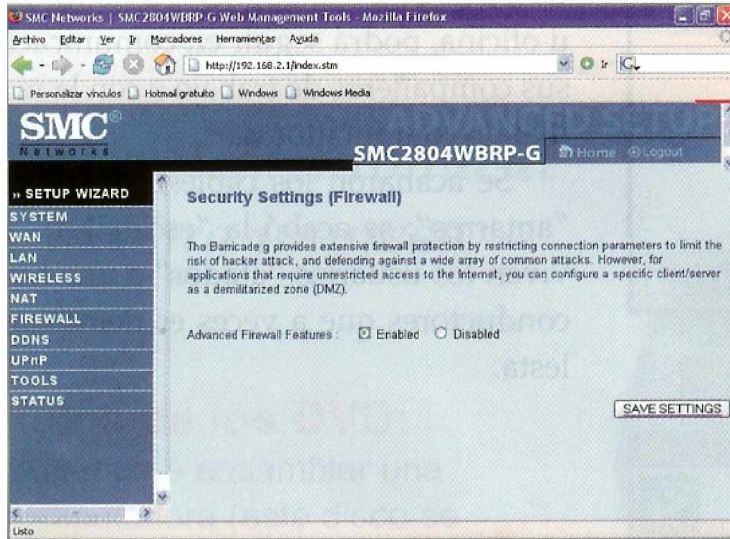 SMC Networks | SMC2804WBRP-G Web Management Tools - Mozilla Firefox
Archivo Editar Ver Ir Marcadores Herramientas Ayuda
http://192.168.2.1/index.stm
Ir
Personalizar vínculos Hotmail gratuito Windows Windows Media
SMC®
Networks
SMC2804WBRP-G
Home
Logout
» SETUP WIZARD
SYSTEM
WAN
LAN
WIRELESS
NAT
FIREWALL
DDNS
UPnP
TOOLS
STATUS
Security Settings (Firewall)
The Barricade g provides extensive firewall protection by restricting connection parameters to limit the
risk of hacker attack, and defending against a wide array of common attacks. However, for
applications that require unrestricted access to the Internet, you can configure a specific client/server
as a demilitarized zone (DMZ).
Advanced Firewall Features : Enabled Disabled
SAVE SETTINGS
Listo